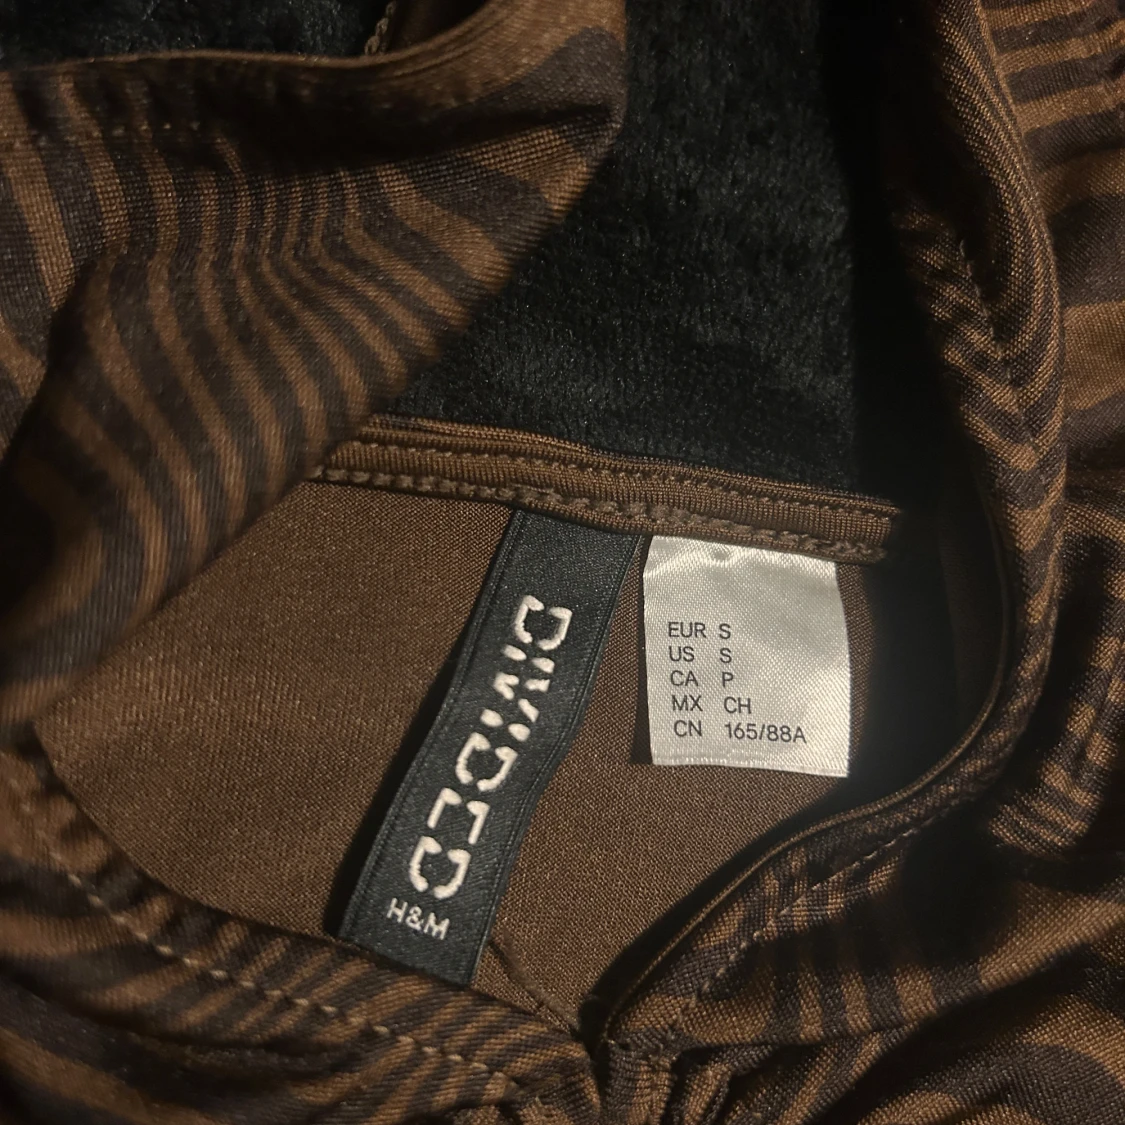 DIVIDED
H&M
EUR S
US S
CA P
MX CH
CN 165/88A